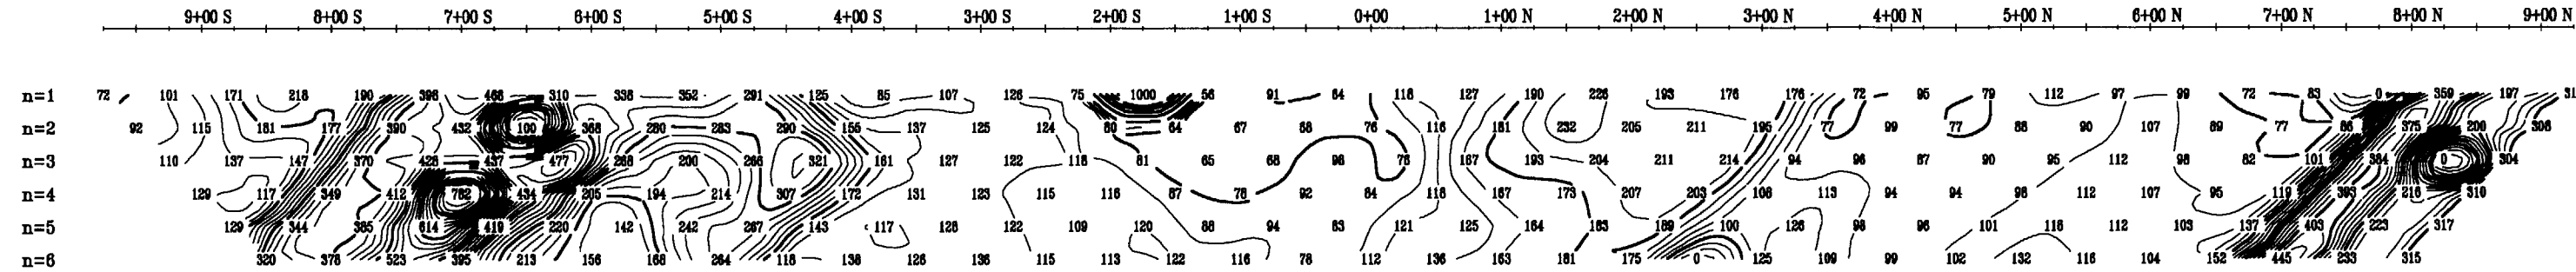 9+00 S 8+00 S 7+00 S 6+00 S 5+00 S 4+00 S 3+00 S 2+00 S 1+00 S 0+00 1+00 N 2+00 N 3+00 N 4+00 N 5+00 N 6+00 N 7+00 N 8+00 N 9+00 N
n=1 72 101 171 218 190 396 468 310 338 352 291 125 85 107 126 75 1000 56 91 64 118 127 190 226 193 176 176 72 95 79 112 97 99 72 83 0 359 197 31
n=2 92 115 181 177 390 432 100 368 280 283 290 155 137 125 124 80 64 67 88 76 116 181 232 205 211 195 77 99 77 88 90 107 89 77 86 375 200 306
n=3 110 137 147 370 428 437 477 268 200 266 321 161 127 122 118 81 65 68 98 78 167 193 204 211 214 94 96 87 90 95 112 98 82 101 384 0 304
n=4 129 117 349 412 782 434 205 194 214 307 172 131 123 115 116 87 78 92 84 118 167 173 207 203 108 113 94 94 98 112 107 95 119 393 216 310
n=5 129 344 385 614 419 220 142 242 267 143 117 128 122 109 120 88 94 83 121 125 164 183 189 100 126 98 96 101 118 112 103 137 403 223 317
n=6 320 378 523 395 213 156 168 264 118 138 126 136 115 113 122 116 78 112 136 163 181 175 0 125 109 99 102 132 116 104 152 445 233 315